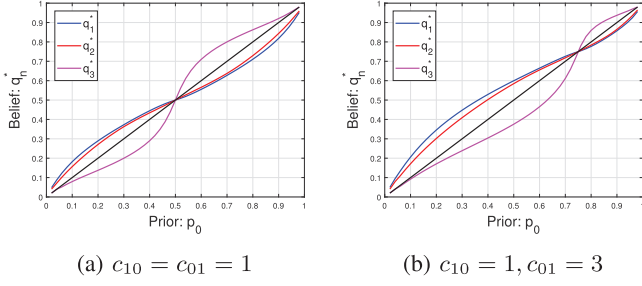 1
0.9
0.8
0.7
0.6
0.5
0.4
0.3
0.2
0.1
0
Belief: q*n
q*1
q*2
q*3
0 0.1 0.2 0.3 0.4 0.5 0.6 0.7 0.8 0.9 1
Prior: p0
(a) c10 = c01 = 1
1
0.9
0.8
0.7
0.6
0.5
0.4
0.3
0.2
0.1
0
Belief: q*n
q*1
q*2
q*3
0 0.1 0.2 0.3 0.4 0.5 0.6 0.7 0.8 0.9 1
Prior: p0
(b) c10 = 1, c01 = 3